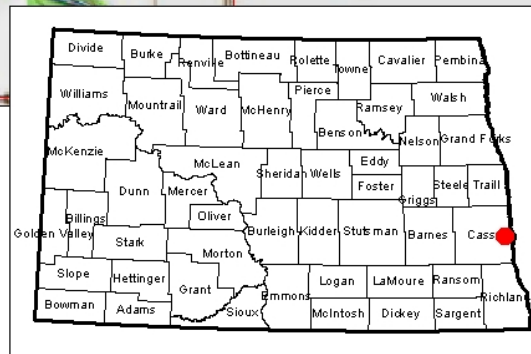 Divide Burke Renville Bottineau Rolette Towne Cavalier Pembina
Williams Mountrail Ward McHenry Pierce Ramsey Walsh
Benson Nelson Grand Forks
McKenzie McLean Sheridan Wells Eddy
Dunn Mercer Foster Griggs Steele Traill
Billings Oliver
Golden Valley Stark Morton Burleigh Kidder Stutsman Barnes Cass
Slope Hettinger Grant Emmons Logan LaMoure Ransom Richland
Bowman Adams Sioux McIntosh Dickey Sargent